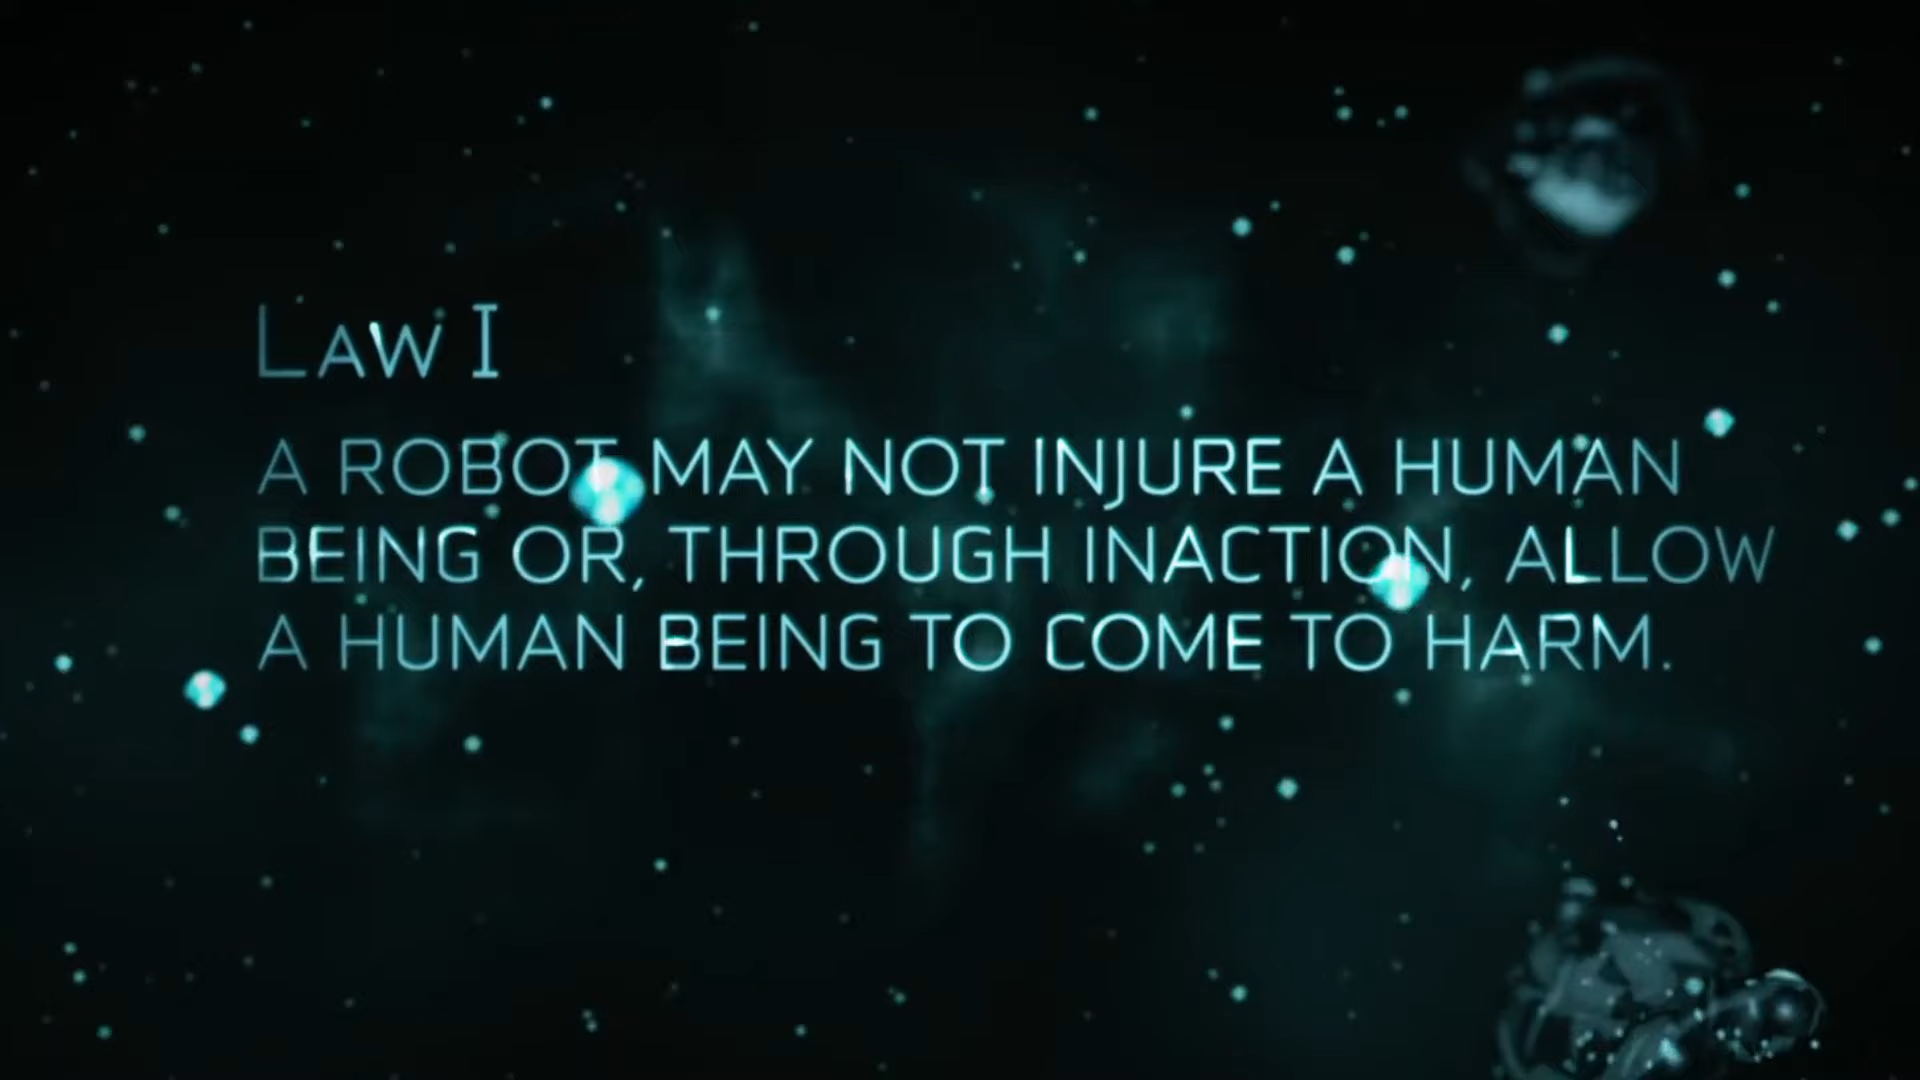 Law I
A ROBOT MAY NOT INJURE A HUMAN
BEING OR, THROUGH INACTION, ALLOW
A HUMAN BEING TO COME TO HARM.